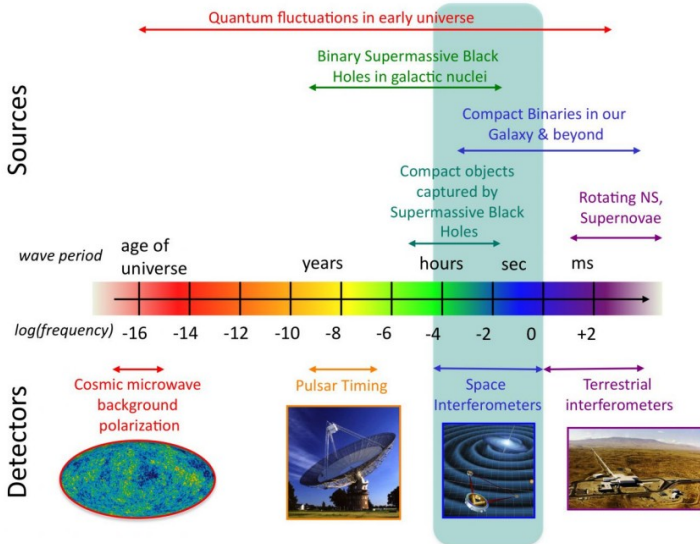 Quantum fluctuations in early universe
Binary Supermassive Black
Holes in galactic nuclei
Compact Binaries in our
Galaxy & beyond
Compact objects
captured by
Supermassive Black
Holes
Rotating NS,
Supernovae
Sources
wave period
age of
universe
years
hours
sec
ms
log(frequency)
-16 -14 -12 -10 -8 -6 -4 -2 0 +2
Detectors
Cosmic microwave
background
polarization
Pulsar Timing
Space
Interferometers
Terrestrial
interferometers